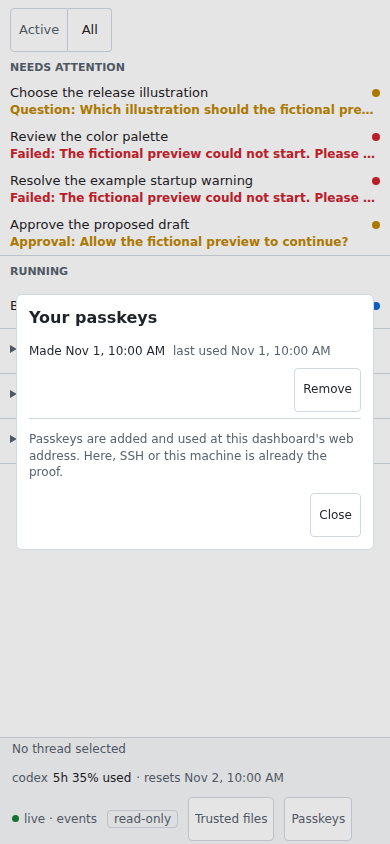 Active All
NEEDS ATTENTION
Choose the release illustration
Question: Which illustration should the fictional pre…
Review the color palette
Failed: The fictional preview could not start. Please …
Resolve the example startup warning
Failed: The fictional preview could not start. Please …
Approve the proposed draft
Approval: Allow the fictional preview to continue?
RUNNING
Your passkeys
Made Nov 1, 10:00 AM last used Nov 1, 10:00 AM
Remove
Passkeys are added and used at this dashboard's web
address. Here, SSH or this machine is already the
proof.
Close
No thread selected
codex 5h 35% used · resets Nov 2, 10:00 AM
live · events read-only Trusted files Passkeys